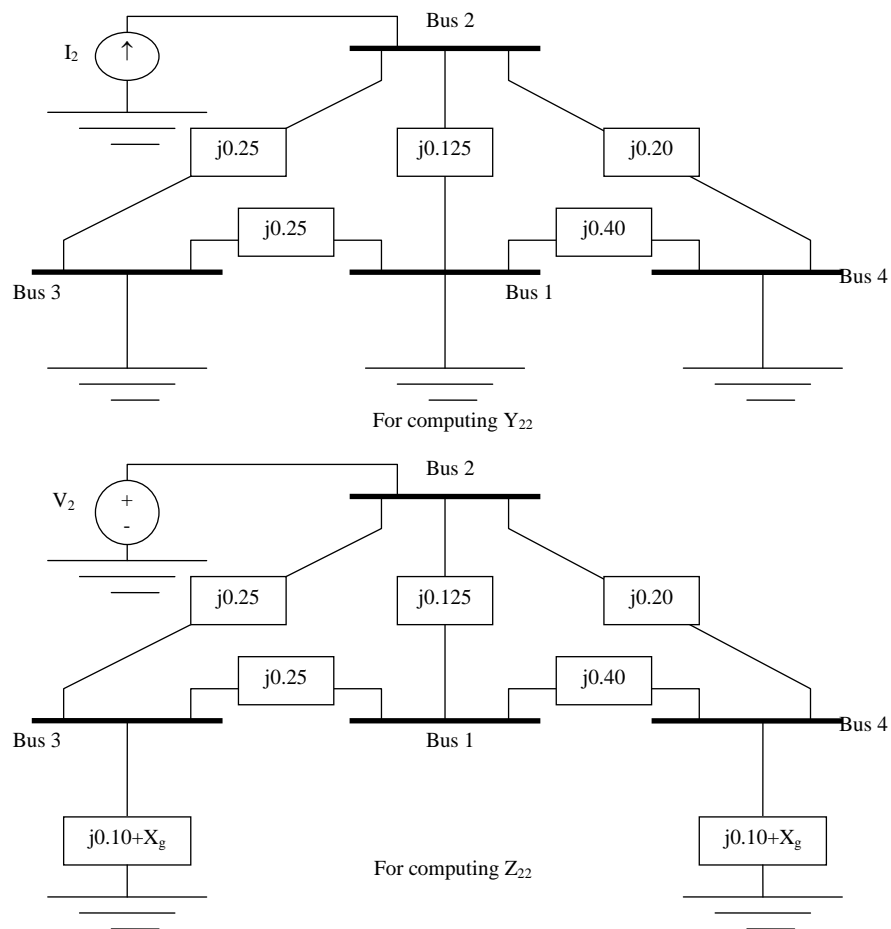 Bus 2
I₂
↑
j0.25
j0.125
j0.20
j0.25
j0.40
Bus 3
Bus 1
Bus 4
For computing Y₂₂
Bus 2
V₂
+
-
j0.25
j0.125
j0.20
j0.25
j0.40
Bus 3
Bus 1
Bus 4
j0.10+X_g
j0.10+X_g
For computing Z₂₂